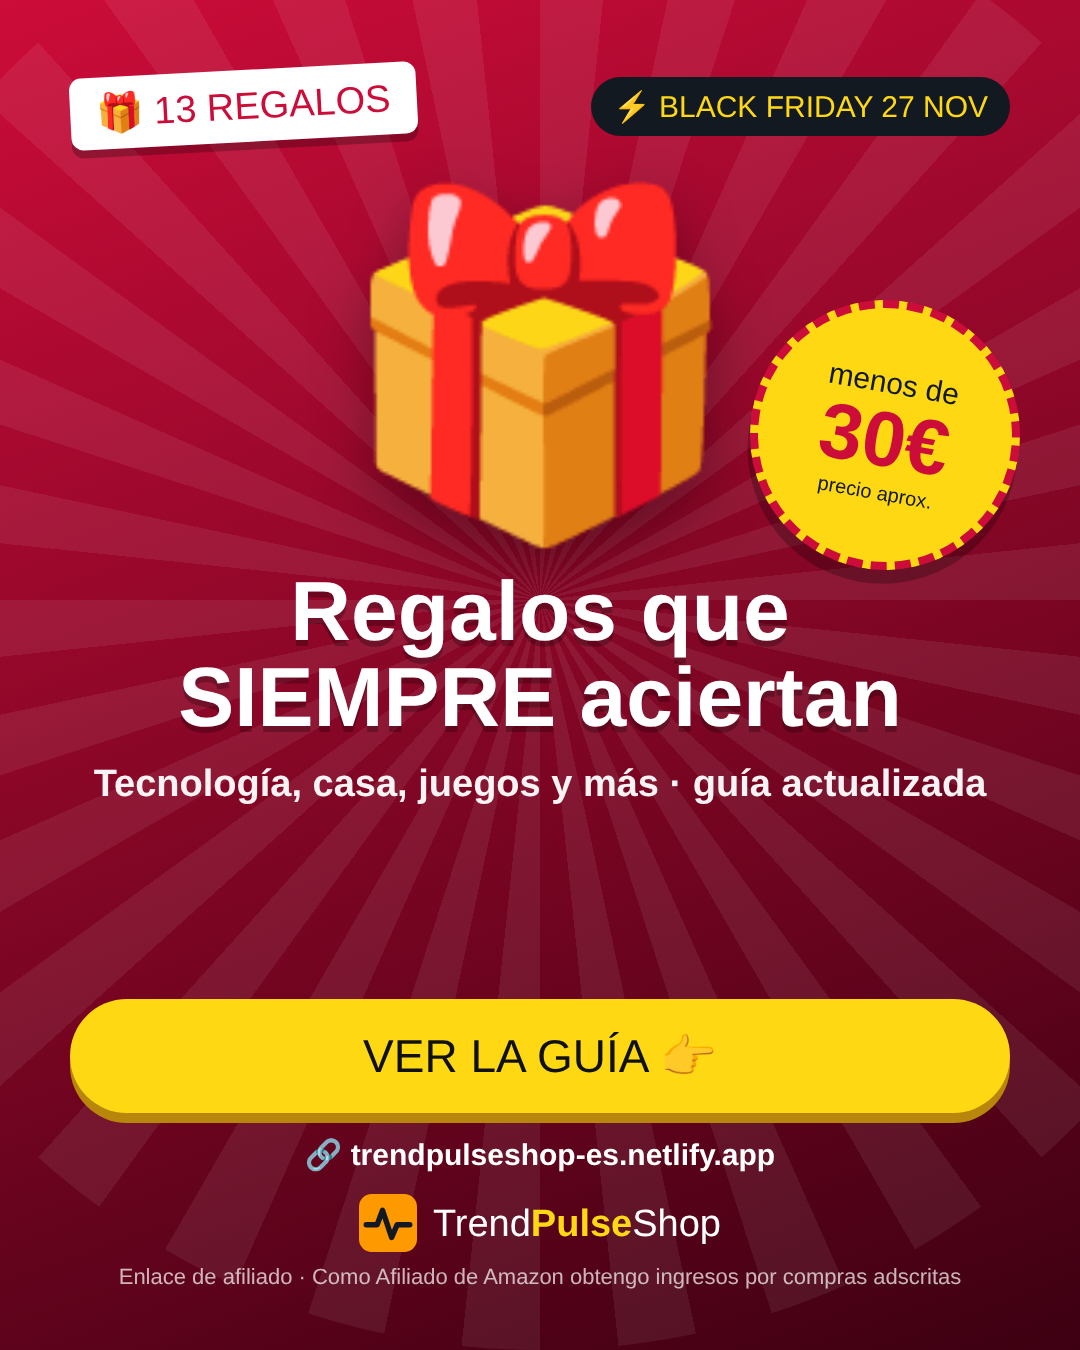 🎁 13 REGALOS
⚡ BLACK FRIDAY 27 NOV
menos de
30€
precio aprox.
Regalos que
SIEMPRE aciertan
Tecnología, casa, juegos y más · guía actualizada
VER LA GUÍA 👉
🔗 trendpulseshop-es.netlify.app
TrendPulseShop
Enlace de afiliado · Como Afiliado de Amazon obtengo ingresos por compras adscritas